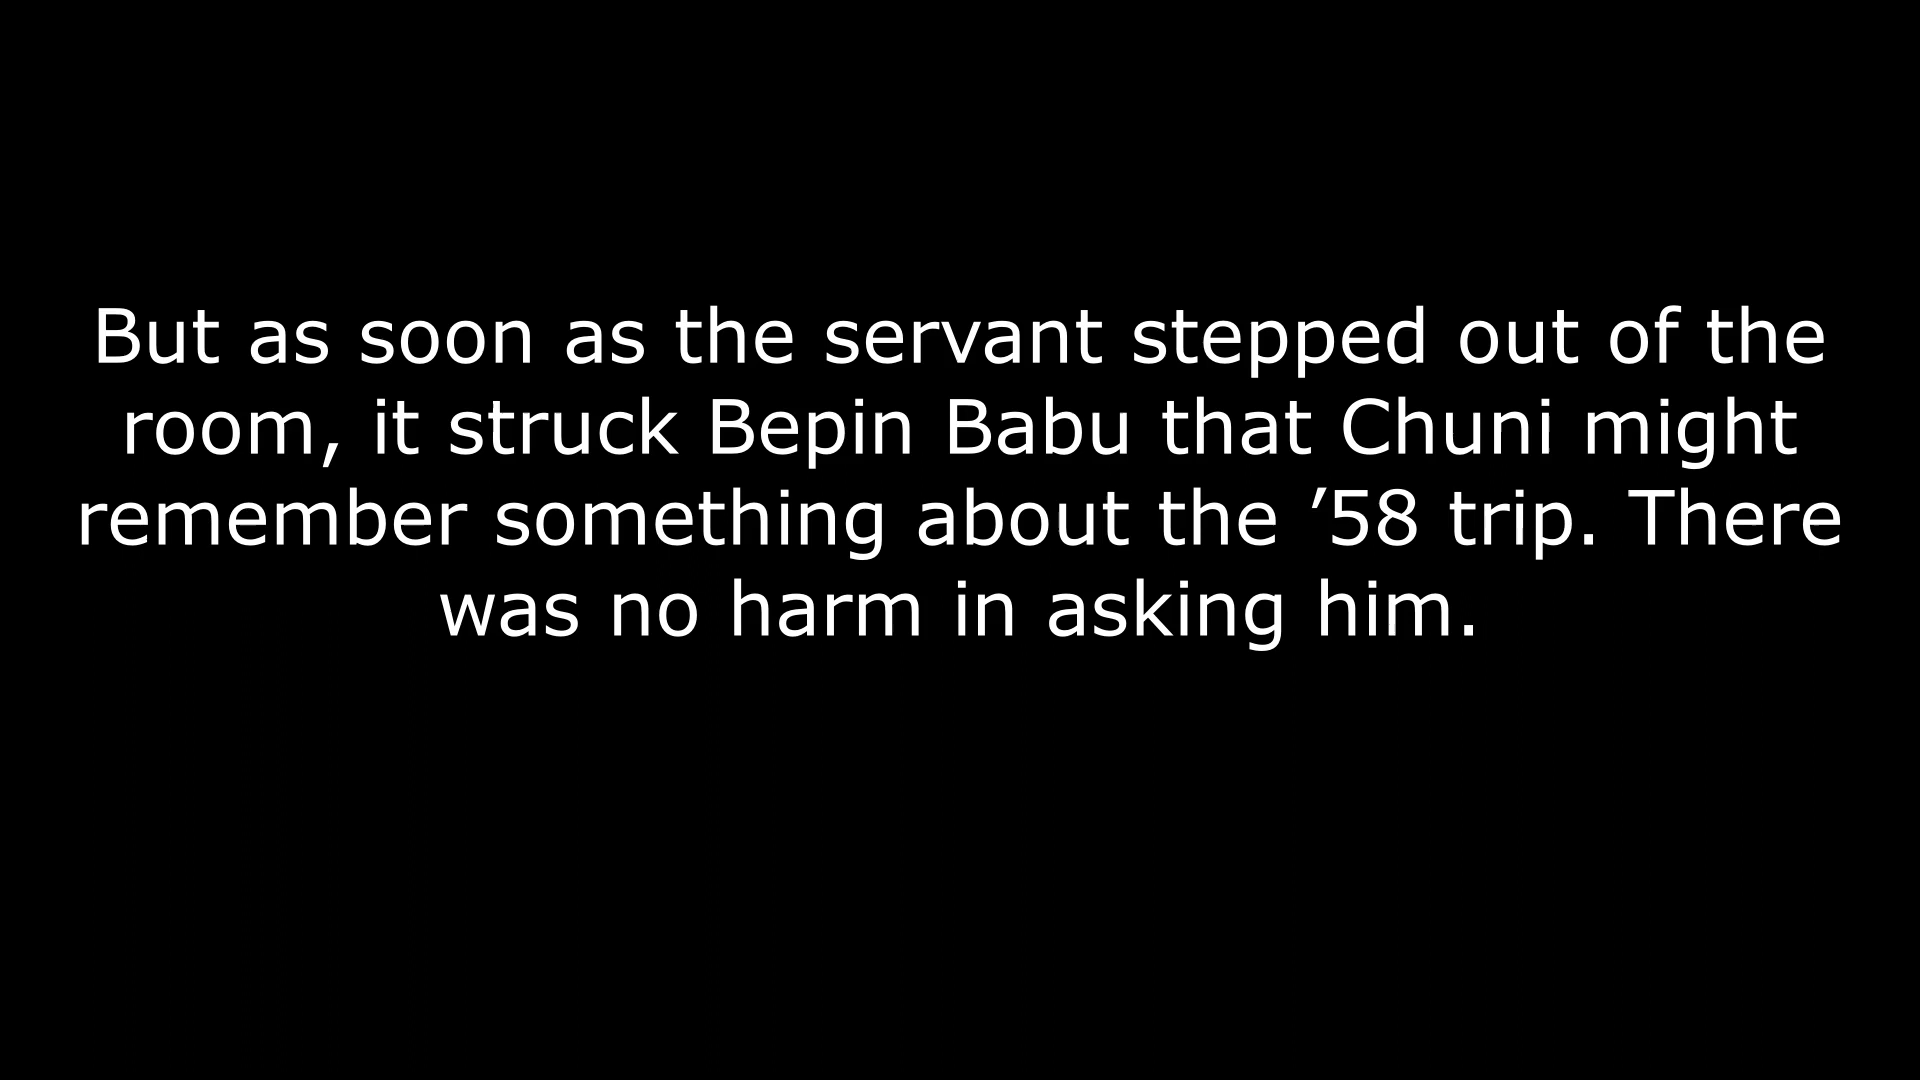 But as soon as the servant stepped out of the
room, it struck Bepin Babu that Chuni might
remember something about the ’58 trip. There
was no harm in asking him.